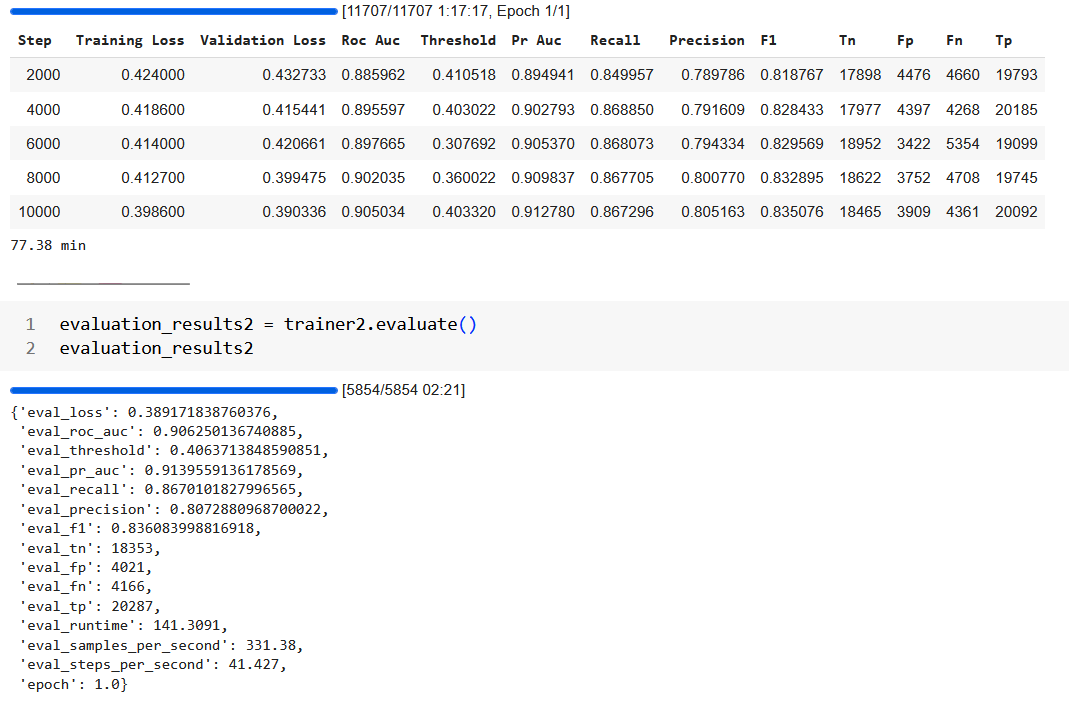 [11707/11707 1:17:17, Epoch 1/1]
Step Training Loss Validation Loss Roc Auc Threshold Pr Auc Recall Precision F1 Tn Fp Fn Tp
2000 0.424000 0.432733 0.885962 0.410518 0.894941 0.849957 0.789786 0.818767 17898 4476 4660 19793
4000 0.418600 0.415441 0.895597 0.403022 0.902793 0.868850 0.791609 0.828433 17977 4397 4268 20185
6000 0.414000 0.420661 0.897665 0.307692 0.905370 0.868073 0.794334 0.829569 18952 3422 5354 19099
8000 0.412700 0.399475 0.902035 0.360022 0.909837 0.867705 0.800770 0.832895 18622 3752 4708 19745
10000 0.398600 0.390336 0.905034 0.403320 0.912780 0.867296 0.805163 0.835076 18465 3909 4361 20092
77.38 min
1 evaluation_results2 = trainer2.evaluate()
2 evaluation_results2
[5854/5854 02:21]
{'eval_loss': 0.389171838760376,
'eval_roc_auc': 0.906250136740885,
'eval_threshold': 0.4063713848590851,
'eval_pr_auc': 0.9139559136178569,
'eval_recall': 0.8670101827996565,
'eval_precision': 0.8072880968700022,
'eval_f1': 0.836083998816918,
'eval_tn': 18353,
'eval_fp': 4021,
'eval_fn': 4166,
'eval_tp': 20287,
'eval_runtime': 141.3091,
'eval_samples_per_second': 331.38,
'eval_steps_per_second': 41.427,
'epoch': 1.0}